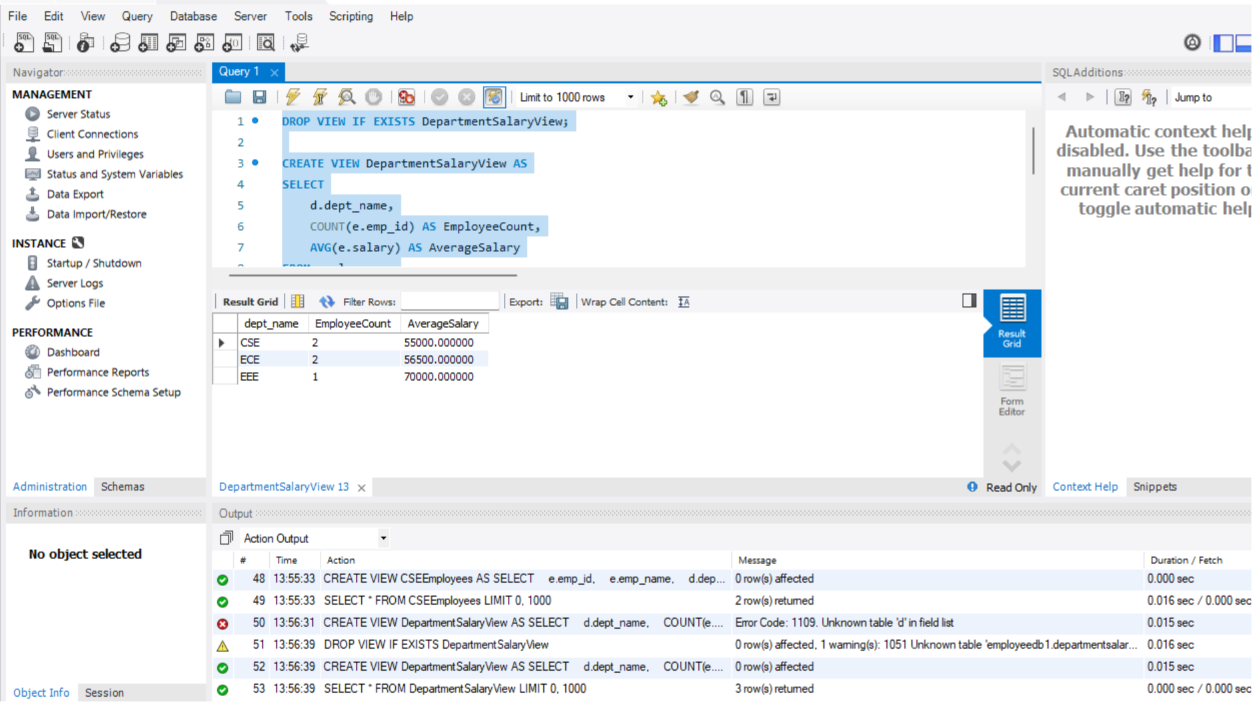 File Edit View Query Database Server Tools Scripting Help
Navigator
MANAGEMENT
Server Status
Client Connections
Users and Privileges
Status and System Variables
Data Export
Data Import/Restore
INSTANCE
Startup / Shutdown
Server Logs
Options File
PERFORMANCE
Dashboard
Performance Reports
Performance Schema Setup
Administration Schemas
Information
No object selected
Object Info Session
Query 1
Limit to 1000 rows
1 DROP VIEW IF EXISTS DepartmentSalaryView;
2
3 CREATE VIEW DepartmentSalaryView AS
4 SELECT
5 d.dept_name,
6 COUNT(e.emp_id) AS EmployeeCount,
7 AVG(e.salary) AS AverageSalary
Result Grid Filter Rows: Export: Wrap Cell Content:
dept_name EmployeeCount AverageSalary
CSE 2 55000.000000
ECE 2 56500.000000
EEE 1 70000.000000
Result
Grid
Form
Editor
DepartmentSalaryView 13
Read Only
SQLAdditions
Jump to
Automatic context help
disabled. Use the
manually get help for
current caret position
toggle automatic help
Context Help Snippets
Output
Action Output
# Time Action Message Duration / Fetch
48 13:55:33 CREATE VIEW CSEEmployees AS SELECT e.emp_id, e.emp_name, d.dep... 0 row(s) affected 0.000 sec
49 13:55:33 SELECT * FROM CSEEmployees LIMIT 0, 1000 2 row(s) returned 0.016 sec / 0.000 sec
50 13:56:31 CREATE VIEW DepartmentSalaryView AS SELECT d.dept_name, COUNT(e.... Error Code: 1109. Unknown table 'd' in field list 0.015 sec
51 13:56:39 DROP VIEW IF EXISTS DepartmentSalaryView 0 row(s) affected, 1 warning(s): 1051 Unknown table 'employeedb1.departmentsalar... 0.016 sec
52 13:56:39 CREATE VIEW DepartmentSalaryView AS SELECT d.dept_name, COUNT(e.... 0 row(s) affected 0.015 sec
53 13:56:39 SELECT * FROM DepartmentSalaryView LIMIT 0, 1000 3 row(s) returned 0.000 sec / 0.000 sec